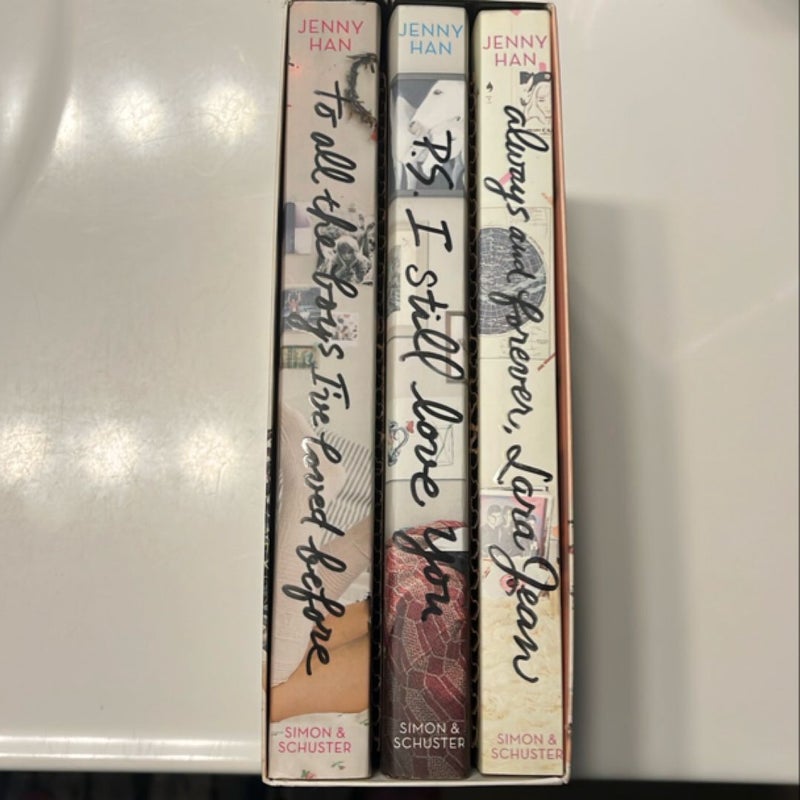 JENNY
HAN
To all the boys I've loved before
SIMON &
SCHUSTER
JENNY
HAN
P.S. I still love you
SIMON &
SCHUSTER
JENNY
HAN
always and forever, Lara Jean
SIMON &
SCHUSTER